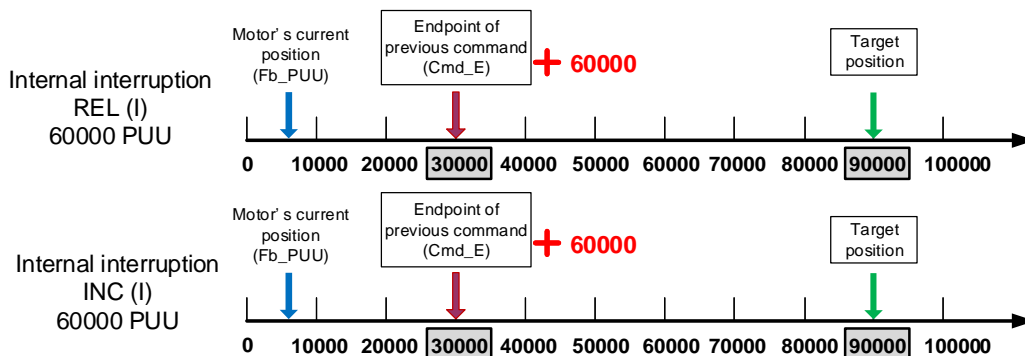 Internal interruption
REL (I)
60000 PUU
Motor's current
position
(Fb_PUU)
Endpoint of
previous command
(Cmd_E)
+ 60000
Target
position
0 10000 20000 30000 40000 50000 60000 70000 80000 90000 100000
Internal interruption
INC (I)
60000 PUU
Motor's current
position
(Fb_PUU)
Endpoint of
previous command
(Cmd_E)
+ 60000
Target
position
0 10000 20000 30000 40000 50000 60000 70000 80000 90000 100000